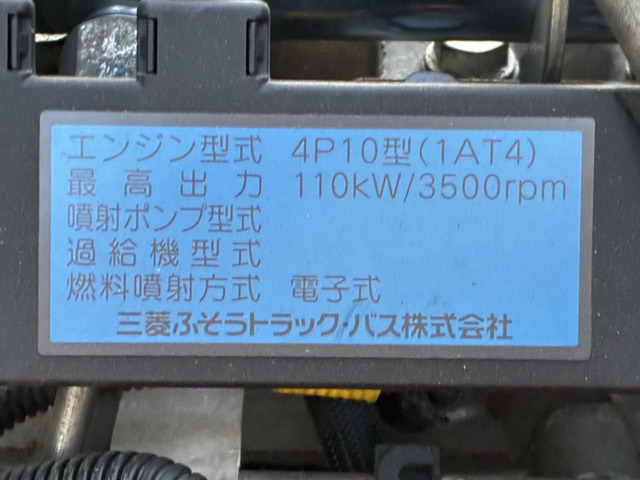 エンジン型式 4P10型(1AT4)
最高出力 110kW/3500rpm
噴射ポンプ型式
過給機型式
燃料噴射方式 電子式
三菱ふそうトラック・バス株式会社